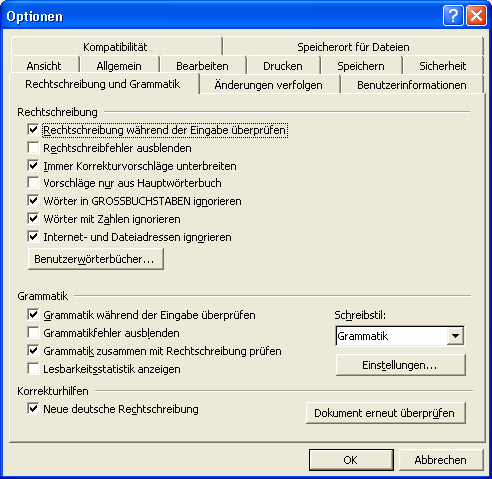 Optionen
Kompatibilität Speicherort für Dateien
Ansicht Allgemein Bearbeiten Drucken Speichern Sicherheit
Rechtschreibung und Grammatik Änderungen verfolgen Benutzerinformationen
Rechtschreibung
Rechtschreibung während der Eingabe überprüfen
Rechtschreibfehler ausblenden
Immer Korrekturvorschläge unterbreiten
Vorschläge nur aus Hauptwörterbuch
Wörter in GROSSBUCHSTABEN ignorieren
Wörter mit Zahlen ignorieren
Internet- und Dateiadressen ignorieren
Benutzerwörterbücher...
Grammatik
Grammatik während der Eingabe überprüfen Schreibstil:
Grammatikfehler ausblenden Grammatik
Grammatik zusammen mit Rechtschreibung prüfen
Lesbarkeitsstatistik anzeigen Einstellungen...
Korrekturhilfen
Neue deutsche Rechtschreibung Dokument erneut überprüfen
OK Abbrechen